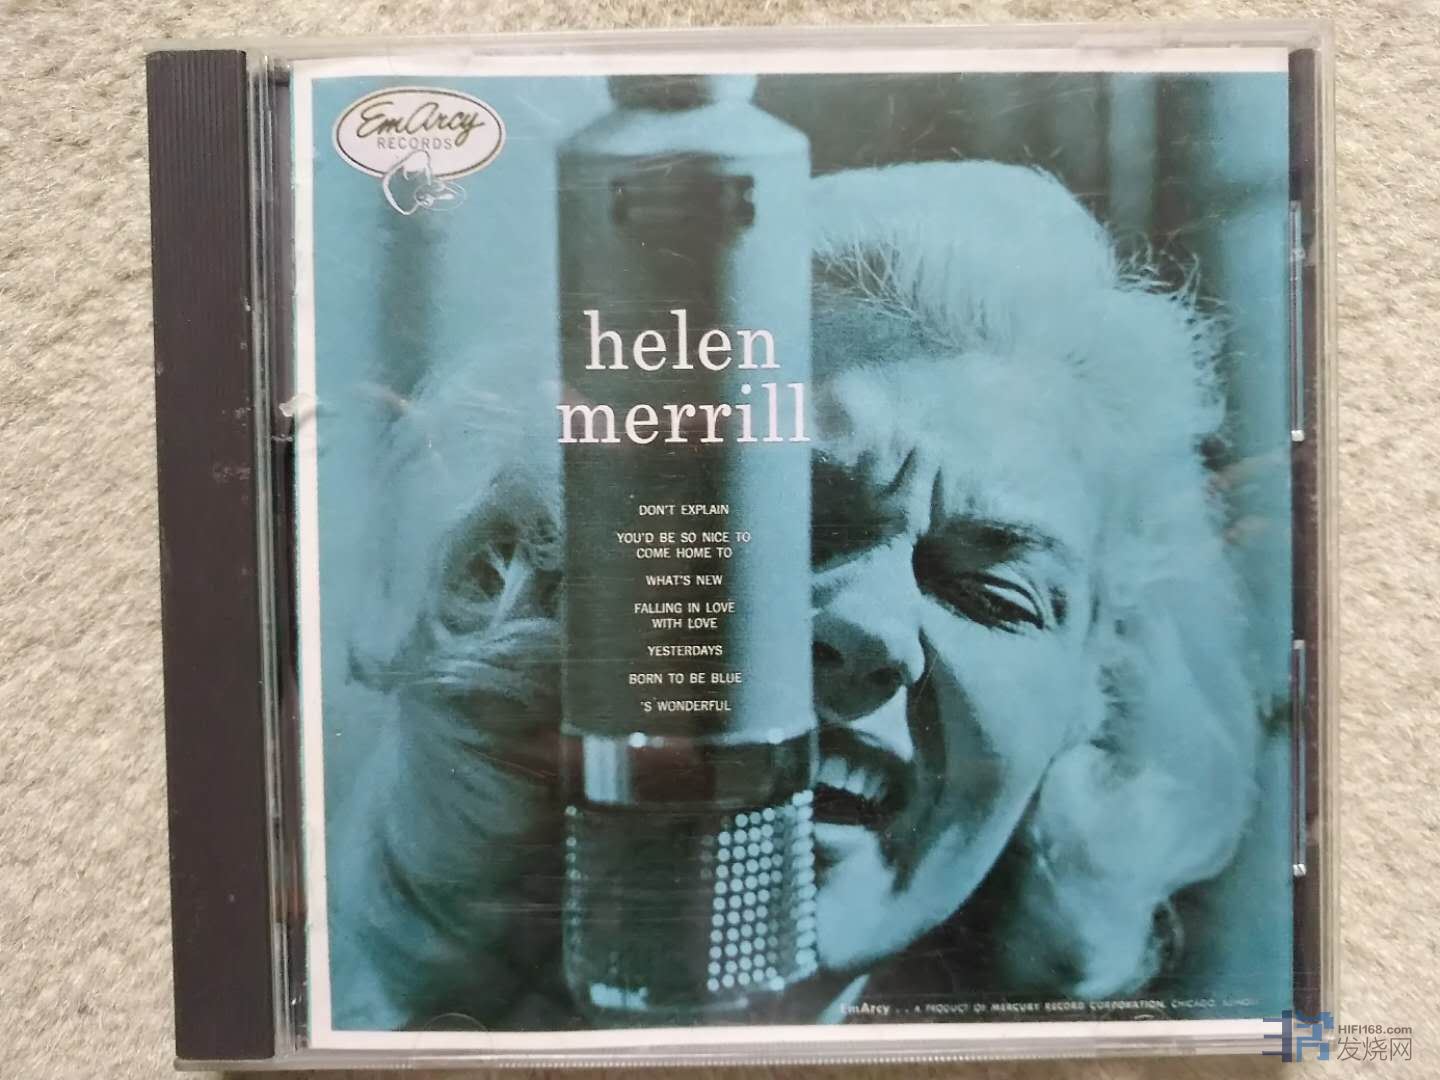 EmArcy
RECORDS
helen
merrill
DON'T EXPLAIN
YOU'D BE SO NICE TO
COME HOME TO
WHAT'S NEW
FALLING IN LOVE
WITH LOVE
YESTERDAYS
BORN TO BE BLUE
'S WONDERFUL
EmArcy . . A PRODUCT OF MERCURY RECORD CORPORATION, CHICAGO, ILLINOIS
HIFI168.com
发烧网